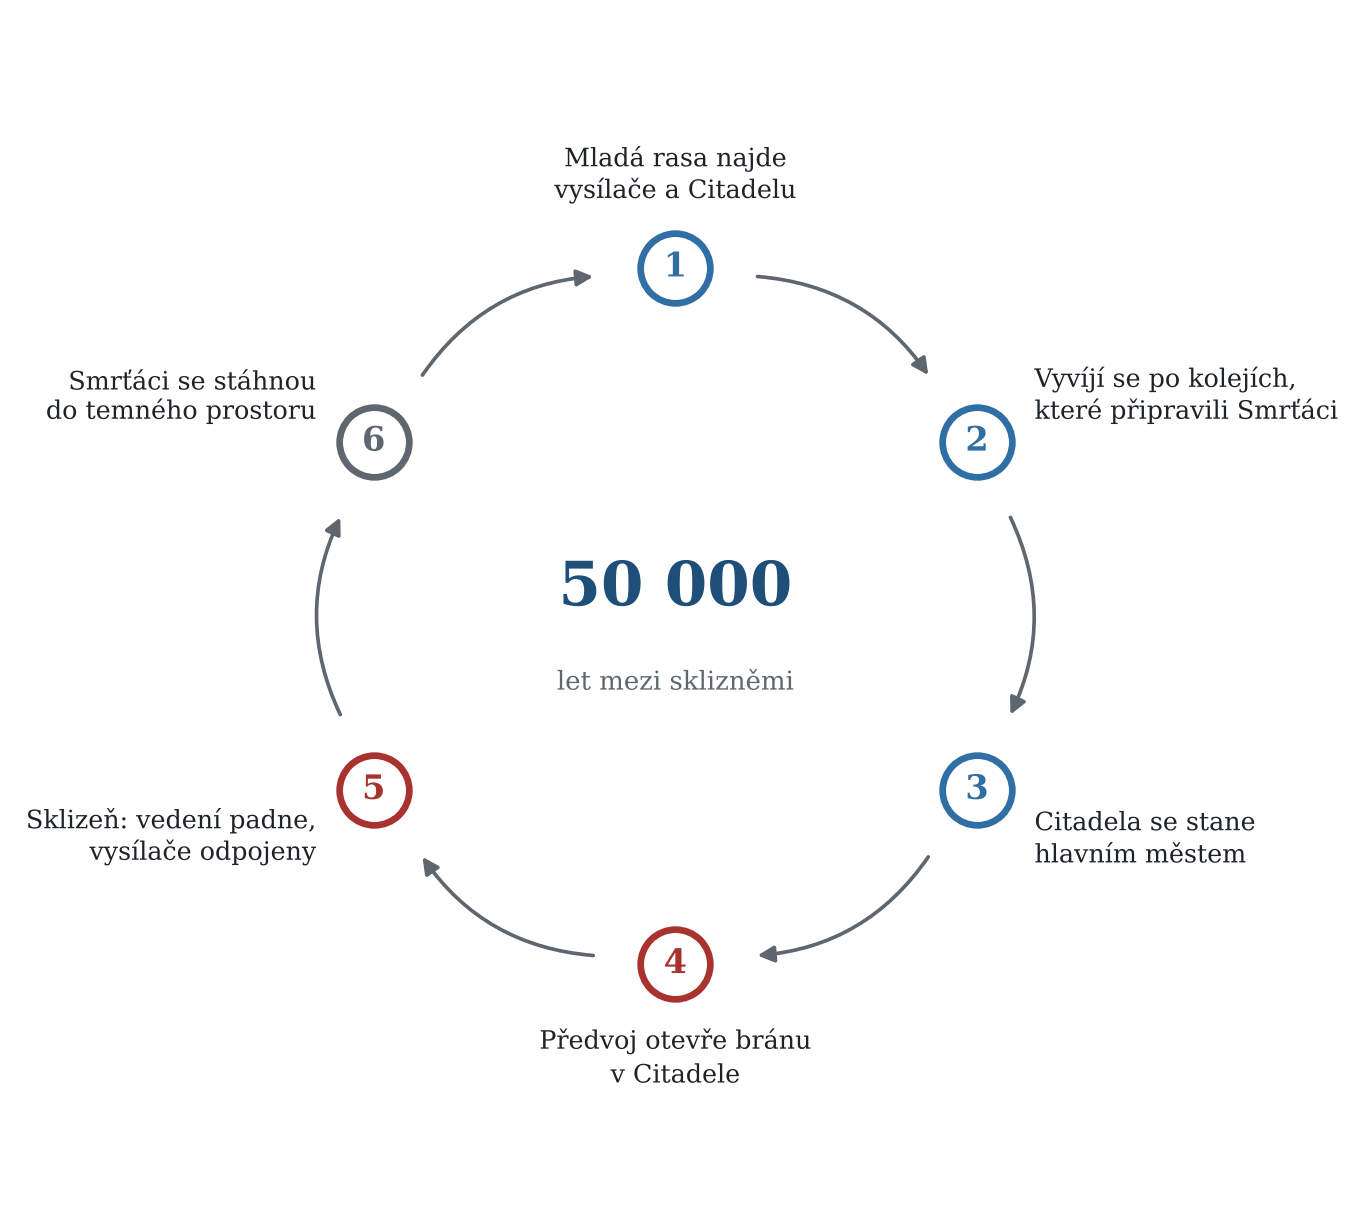 Mladá rasa najde
vysílače a Citadelu
1
Vyvíjí se po kolejích,
které připravili Smrťáci
2
3
Citadela se stane
hlavním městem
4
Předvoj otevře bránu
v Citadele
5
Sklizeň: vedení padne,
vysílače odpojeny
Smrťáci se stáhnou
do temného prostoru
6
50 000
let mezi sklizněmi